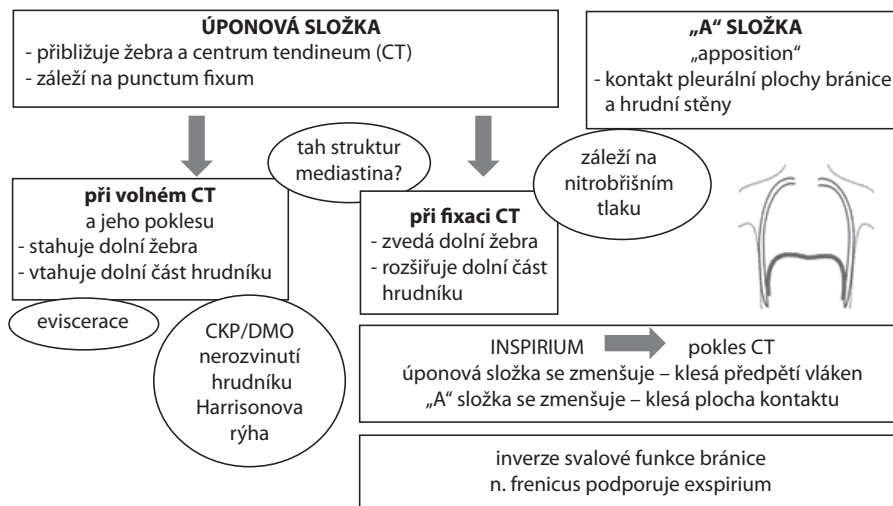 ÚPONOVÁ SLOŽKA
- přibližuje žebra a centrum tendineum (CT)
- záleží na punctum fixum
„A“ SLOŽKA
„apposition“
- kontakt pleurální plochy bránice
a hrudní stěny
tah struktur
mediastina?
záleží na
nitrobřišním
tlaku
při volném CT
a jeho poklesu
- stahuje dolní žebra
- vtahuje dolní část hrudníku
při fixaci CT
- zvedá dolní žebra
- rozšiřuje dolní část
hrudníku
eviscerace
CKP/DMO
nerozvinutí
hrudníku
Harrisonova
rýha
INSPIRIUM pokles CT
úponová složka se zmenšuje – klesá předpětí vláken
„A“ složka se zmenšuje – klesá plocha kontaktu
inverze svalové funkce bránice
n. frenicus podporuje exspirium